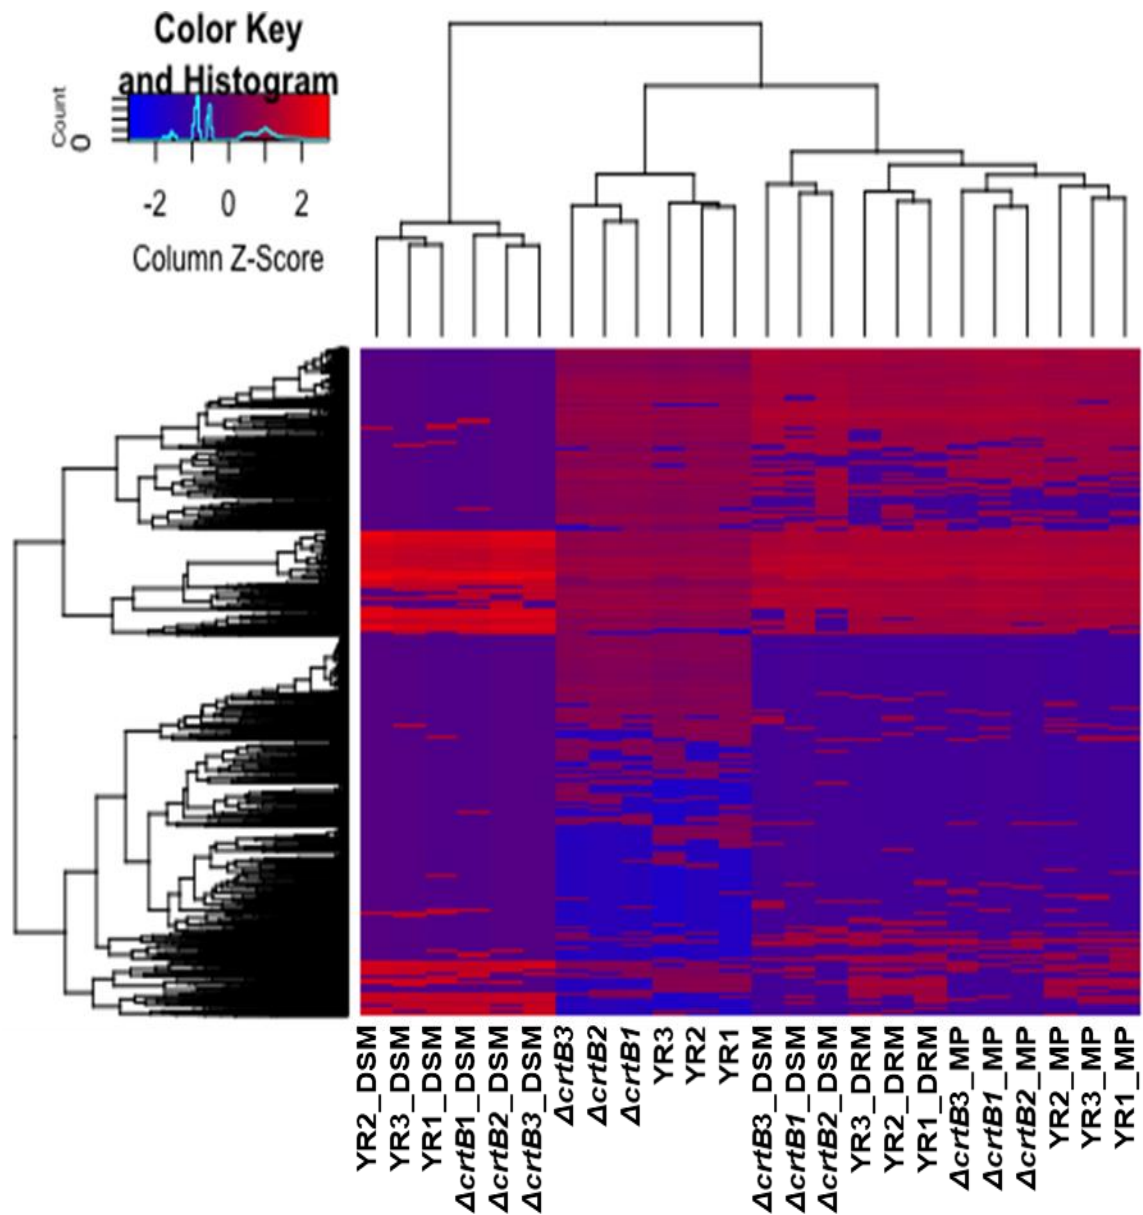 Color Key
and Histogram
Count
0
-2 0 2
Column Z-Score
YR2_DSM
YR3_DSM
YR1_DSM
ΔcrtB1_DSM
ΔcrtB2_DSM
ΔcrtB3_DSM
ΔcrtB3
ΔcrtB2
ΔcrtB1
YR3
YR2
YR1
ΔcrtB3_DSM
ΔcrtB1_DSM
ΔcrtB2_DSM
YR3_DRM
YR2_DRM
YR1_DRM
ΔcrtB3_MP
ΔcrtB1_MP
ΔcrtB2_MP
YR2_MP
YR3_MP
YR1_MP